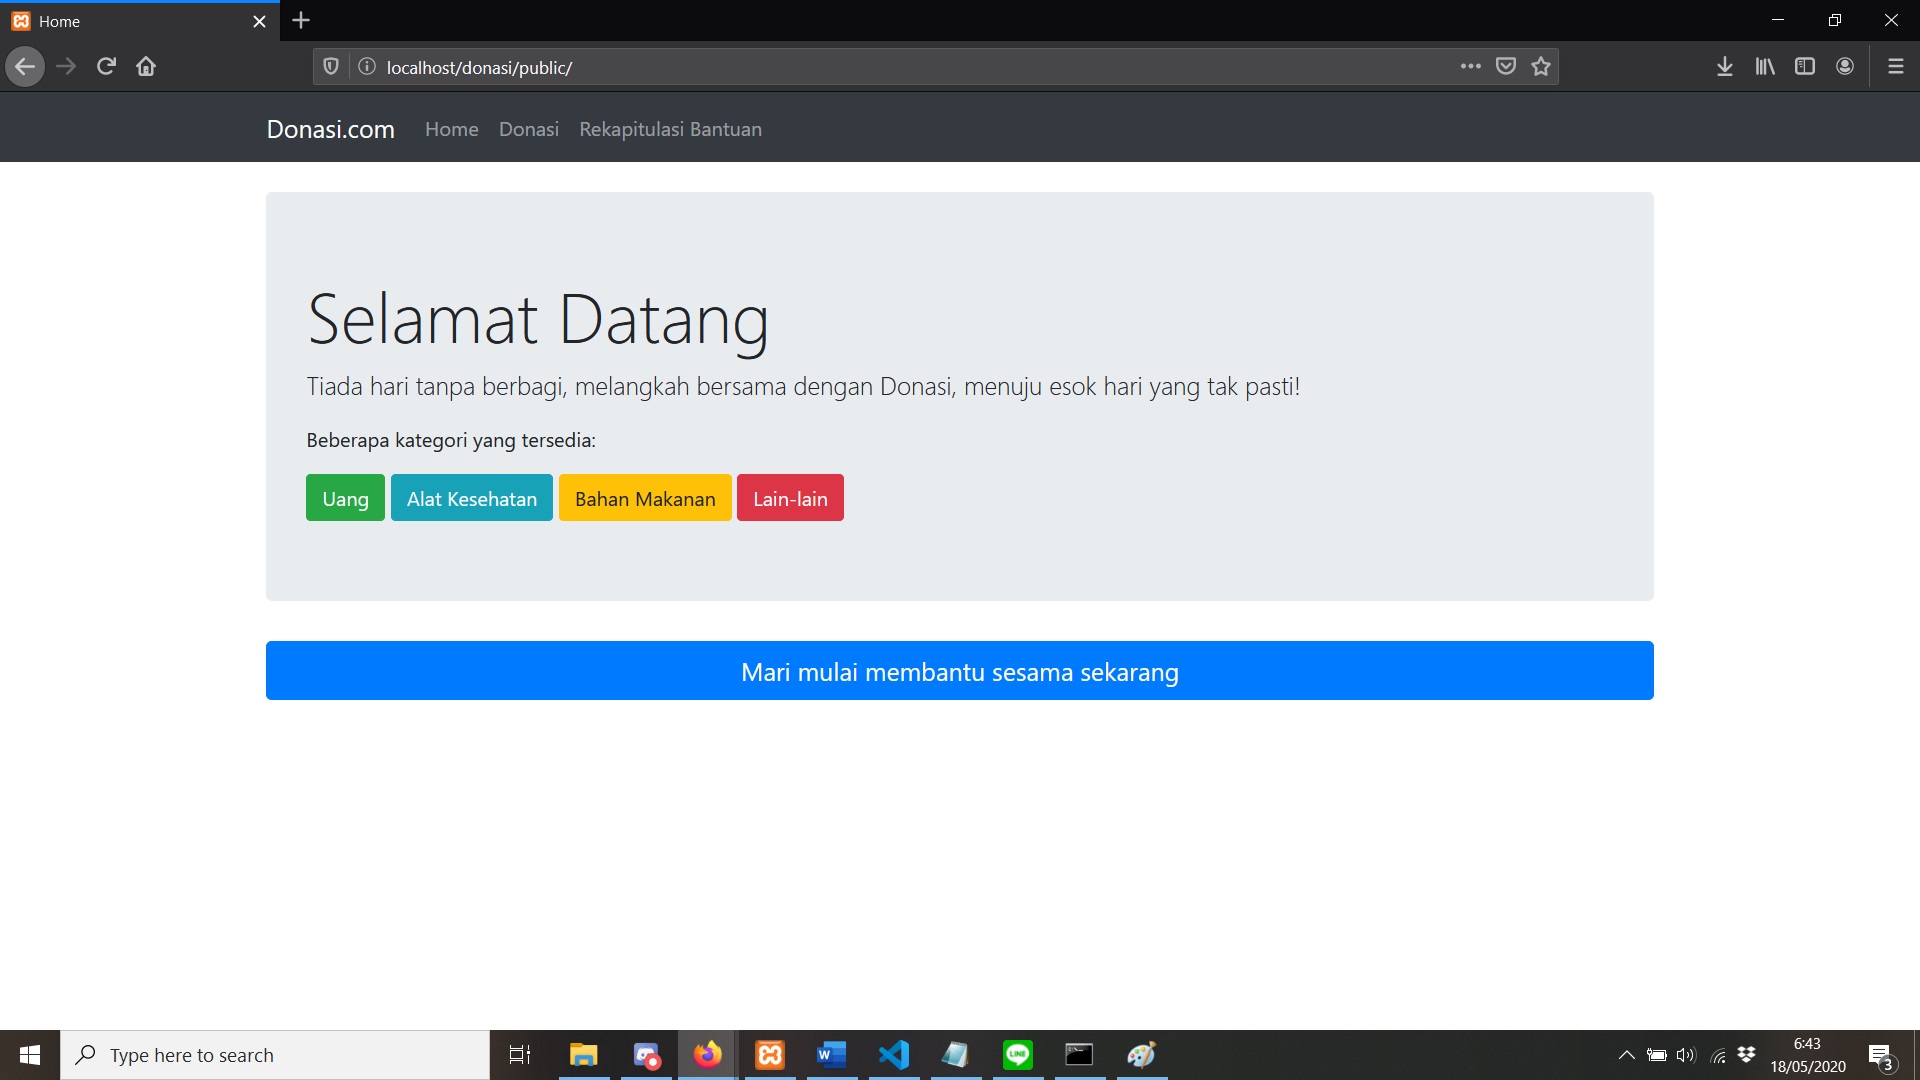 Home
localhost/donasi/public/
Donasi.com Home Donasi Rekapitulasi Bantuan
Selamat Datang
Tiada hari tanpa berbagi, melangkah bersama dengan Donasi, menuju esok hari yang tak pasti!
Beberapa kategori yang tersedia:
Uang Alat Kesehatan Bahan Makanan Lain-lain
Mari mulai membantu sesama sekarang
Type here to search
W
LINE
6:43
18/05/2020
3